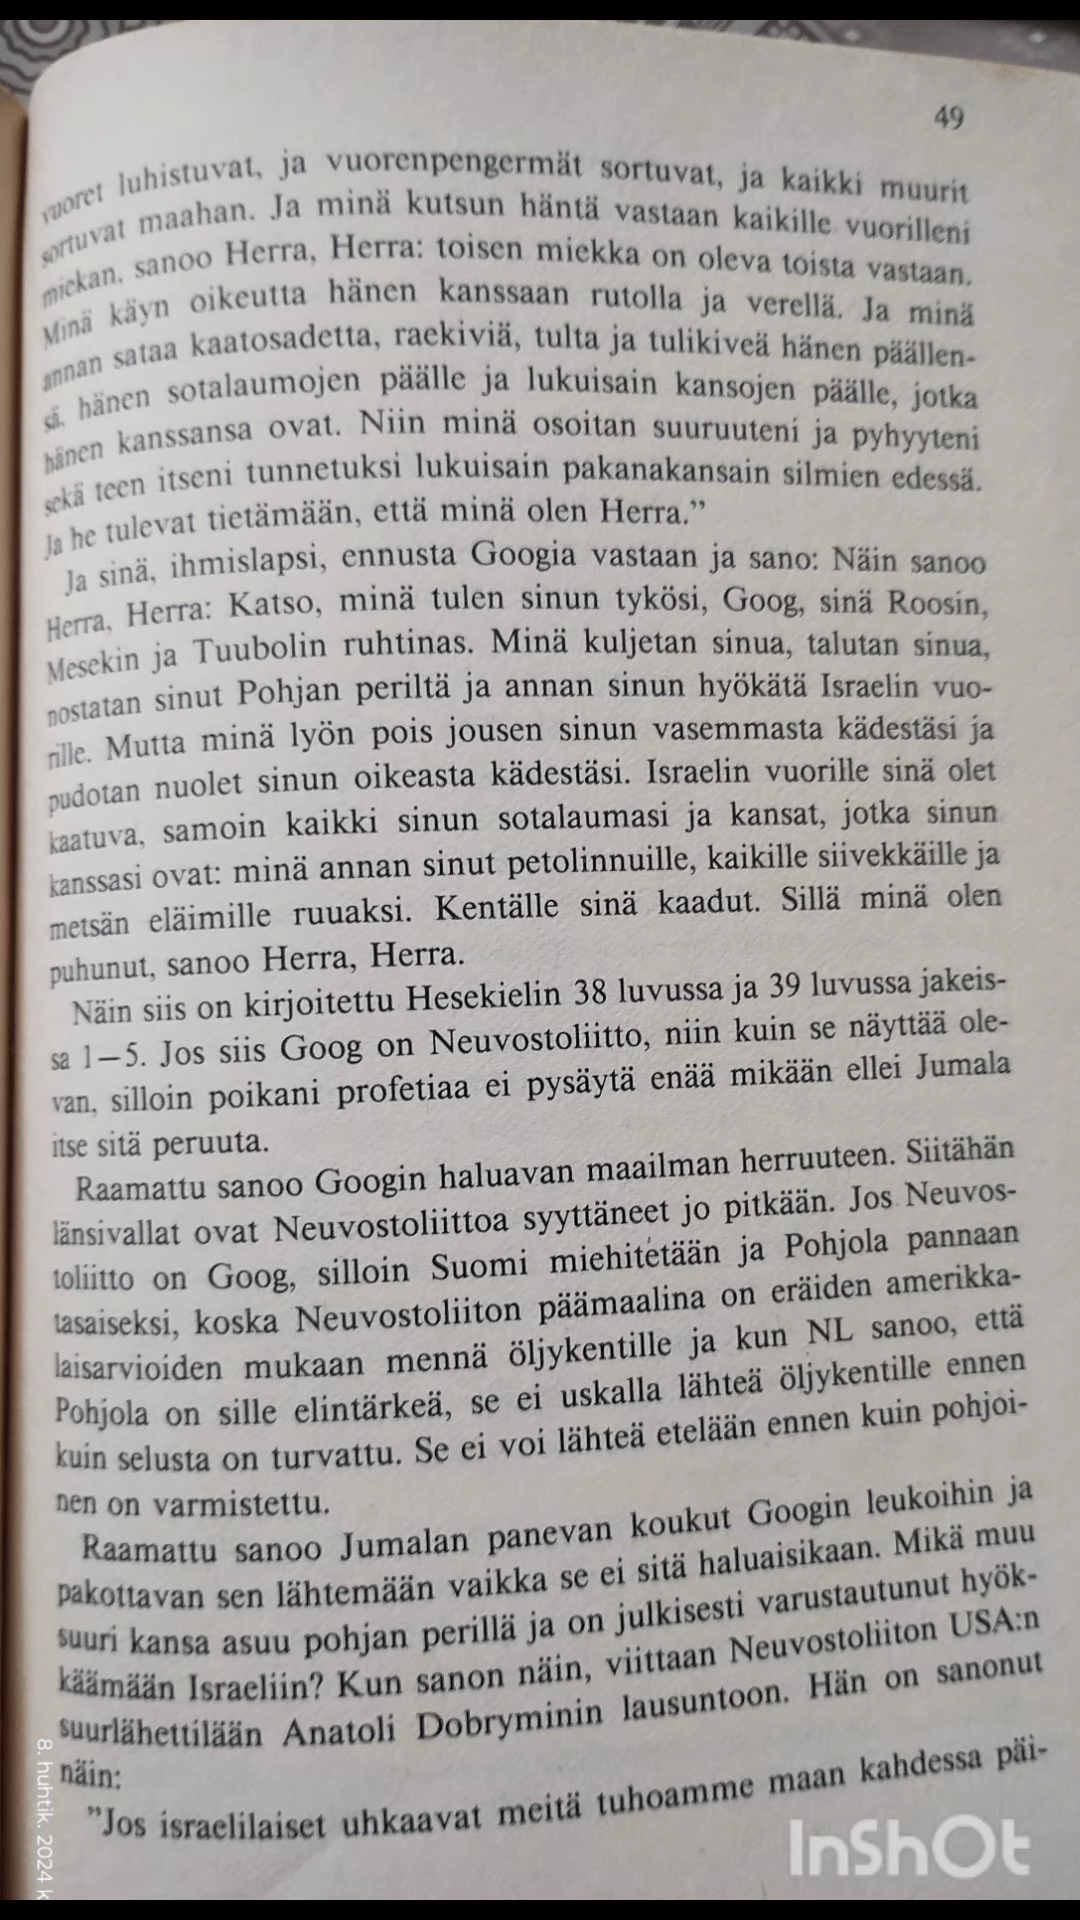 49
vuoret luhistuvat, ja vuorenpengermät sortuvat, ja kaikki muurit
sortuvat maahan. Ja minä kutsun häntä vastaan kaikille vuorilleni
miekan, sanoo Herra, Herra: toisen miekka on oleva toista vastaan.
Minä käyn oikeutta hänen kanssaan rutolla ja verellä. Ja minä
annan sataa kaatosadetta, raekiviä, tulta ja tulikiveä hänen päällen-
sä, hänen sotalaumojen päälle ja lukuisain kansojen päälle, jotka
hänen kanssansa ovat. Niin minä osoitan suuruuteni ja pyhyyteni
sekä teen itseni tunnetuksi lukuisain pakanakansain silmien edessä.
Ja he tulevat tietämään, että minä olen Herra.”
Ja sinä, ihmislapsi, ennusta Googia vastaan ja sano: Näin sanoo
Herra, Herra: Katso, minä tulen sinun tykösi, Goog, sinä Roosin,
Mesekin ja Tuubolin ruhtinas. Minä kuljetan sinua, talutan sinua,
nostatan sinut Pohjan periltä ja annan sinun hyökätä Israelin vuo-
rille. Mutta minä lyön pois jousen sinun vasemmasta kädestäsi ja
pudotan nuolet sinun oikeasta kädestäsi. Israelin vuorille sinä olet
kaatuva, samoin kaikki sinun sotalaumasi ja kansat, jotka sinun
kanssasi ovat: minä annan sinut petolinnuille, kaikille siivekkäille ja
metsän eläimille ruuaksi. Kentälle sinä kaadut. Sillä minä olen
puhunut, sanoo Herra, Herra.
Näin siis on kirjoitettu Hesekielin 38 luvussa ja 39 luvussa jakeis-
sa 1—5. Jos siis Goog on Neuvostoliitto, niin kuin se näyttää ole-
van, silloin poikani profetiaa ei pysäytä enää mikään ellei Jumala
itse sitä peruuta.
Raamattu sanoo Googin haluavan maailman herruuteen. Siitähän
länsivallat ovat Neuvostoliittoa syyttäneet jo pitkään. Jos Neuvos-
toliitto on Goog, silloin Suomi miehitetään ja Pohjola pannaan
tasaiseksi, koska Neuvostoliiton päämaalina on eräiden amerikka-
laisarvioiden mukaan mennä öljykentille ja kun NL sanoo, että
Pohjola on sille elintärkeä, se ei uskalla lähteä öljykentille ennen
kuin selusta on turvattu. Se ei voi lähteä etelään ennen kuin pohjoi-
nen on varmistettu.
Raamattu sanoo Jumalan panevan koukut Googin leukoihin ja
pakottavan sen lähtemään vaikka se ei sitä haluaisikaan. Mikä muu
suuri kansa asuu pohjan perillä ja on julkisesti varustautunut hyök-
käämään Israeliin? Kun sanon näin, viittaan Neuvostoliiton USA:n
suurlähettilään Anatoli Dobryminin lausuntoon. Hän on sanonut
näin:
”Jos israelilaiset uhkaavat meitä tuhoamme maan kahdessa päi-
8. huhtik. 2024 k
InShOt